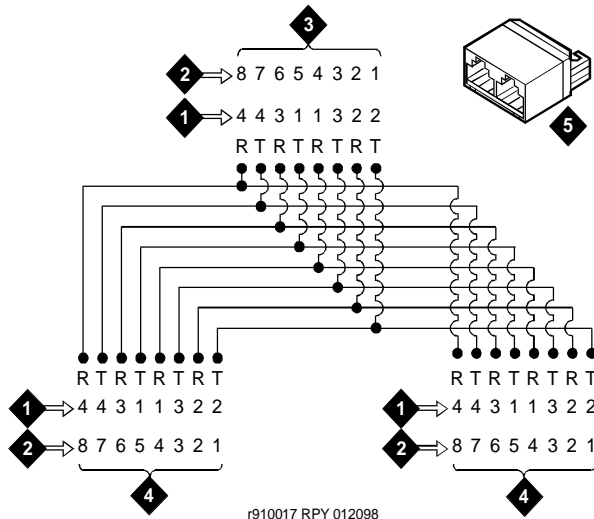 3
2 8 7 6 5 4 3 2 1
1 4 4 3 1 1 3 2 2
R T R T R T R T
5
R T R T R T R T R T R T R T R T
1 4 4 3 1 1 3 2 2 1 4 4 3 1 1 3 2 2
2 8 7 6 5 4 3 2 1 2 8 7 6 5 4 3 2 1
4 4
r910017 RPY 012098